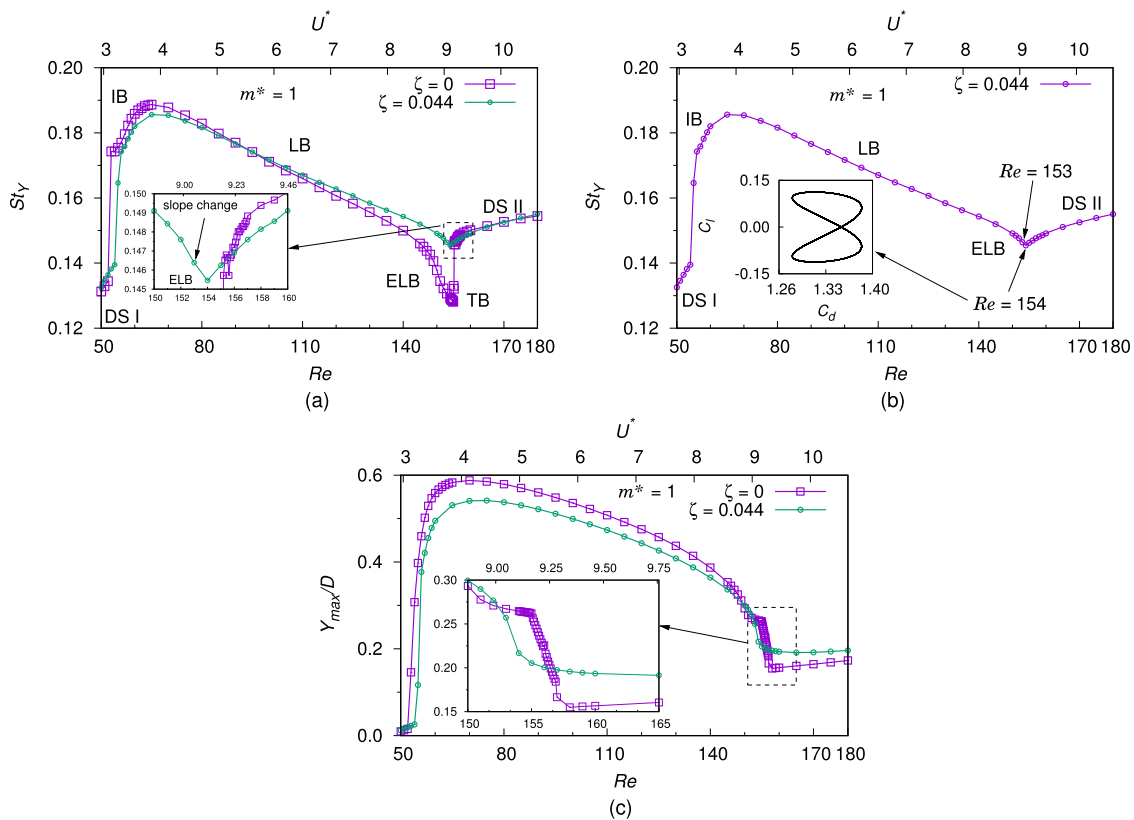 U*
3 4 5 6 7 8 9 10
0.20
0.18
0.16
0.14
0.12
St_Y
IB
m* = 1
ζ = 0
ζ = 0.044
LB
DS II
ELB
TB
DS I
9.00 9.23 9.46
0.150
0.149
0.148
0.147
0.146
0.145
slope change
ELB
150 152 154 156 158 160
50 80 110 140 170 180
Re
(a)
U*
3 4 5 6 7 8 9 10
0.20
0.18
0.16
0.14
0.12
St_Y
IB
m* = 1
ζ = 0.044
LB
Re = 153
DS II
ELB
Re = 154
DS I
0.15
0.00
-0.15
C_l
1.26 1.33 1.40
C_d
50 80 110 140 170 180
Re
(b)
U*
3 4 5 6 7 8 9 10
0.6
0.4
0.2
0.0
Y_max/D
m* = 1
ζ = 0
ζ = 0.044
9.00 9.25 9.50 9.75
0.30
0.25
0.20
0.15
150 155 160 165
50 80 110 140 170 180
Re
(c)